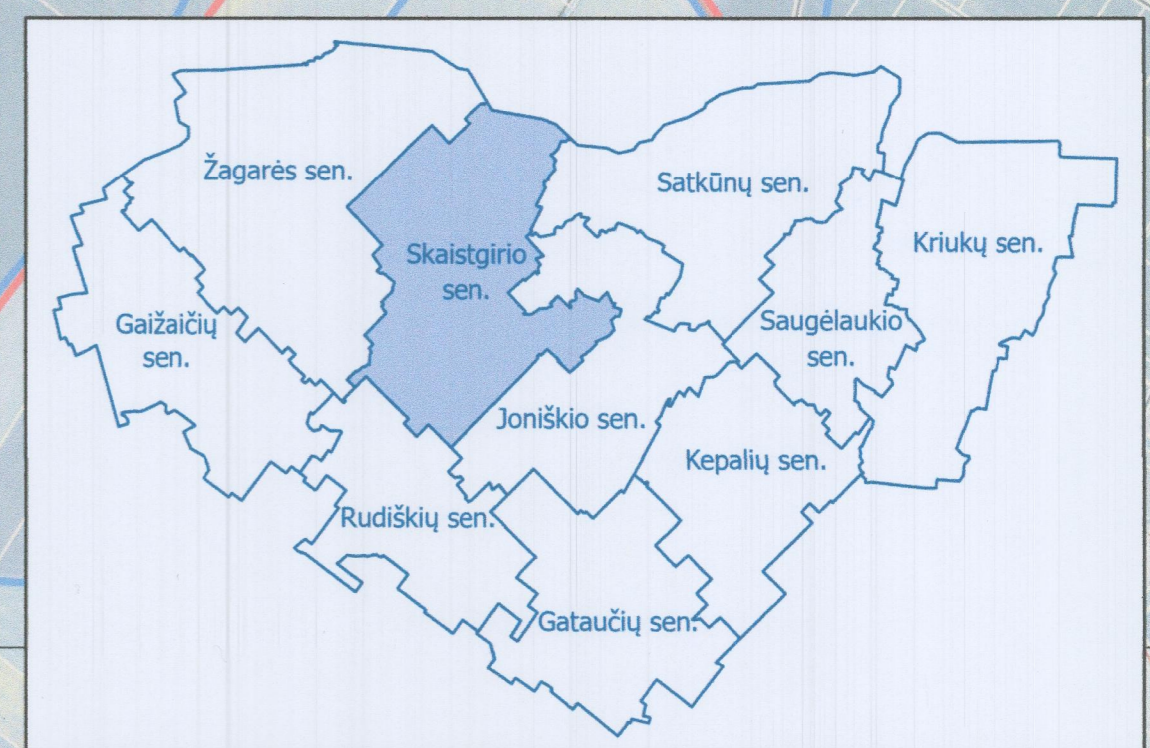 Žagarės sen.
Satkūnų sen.
Kriukų sen.
Skaistgirio
sen.
Gaižaičių
sen.
Saugėlaukio
sen.
Joniškio sen.
Kepalių sen.
Rudiškių sen.
Gataučių sen.